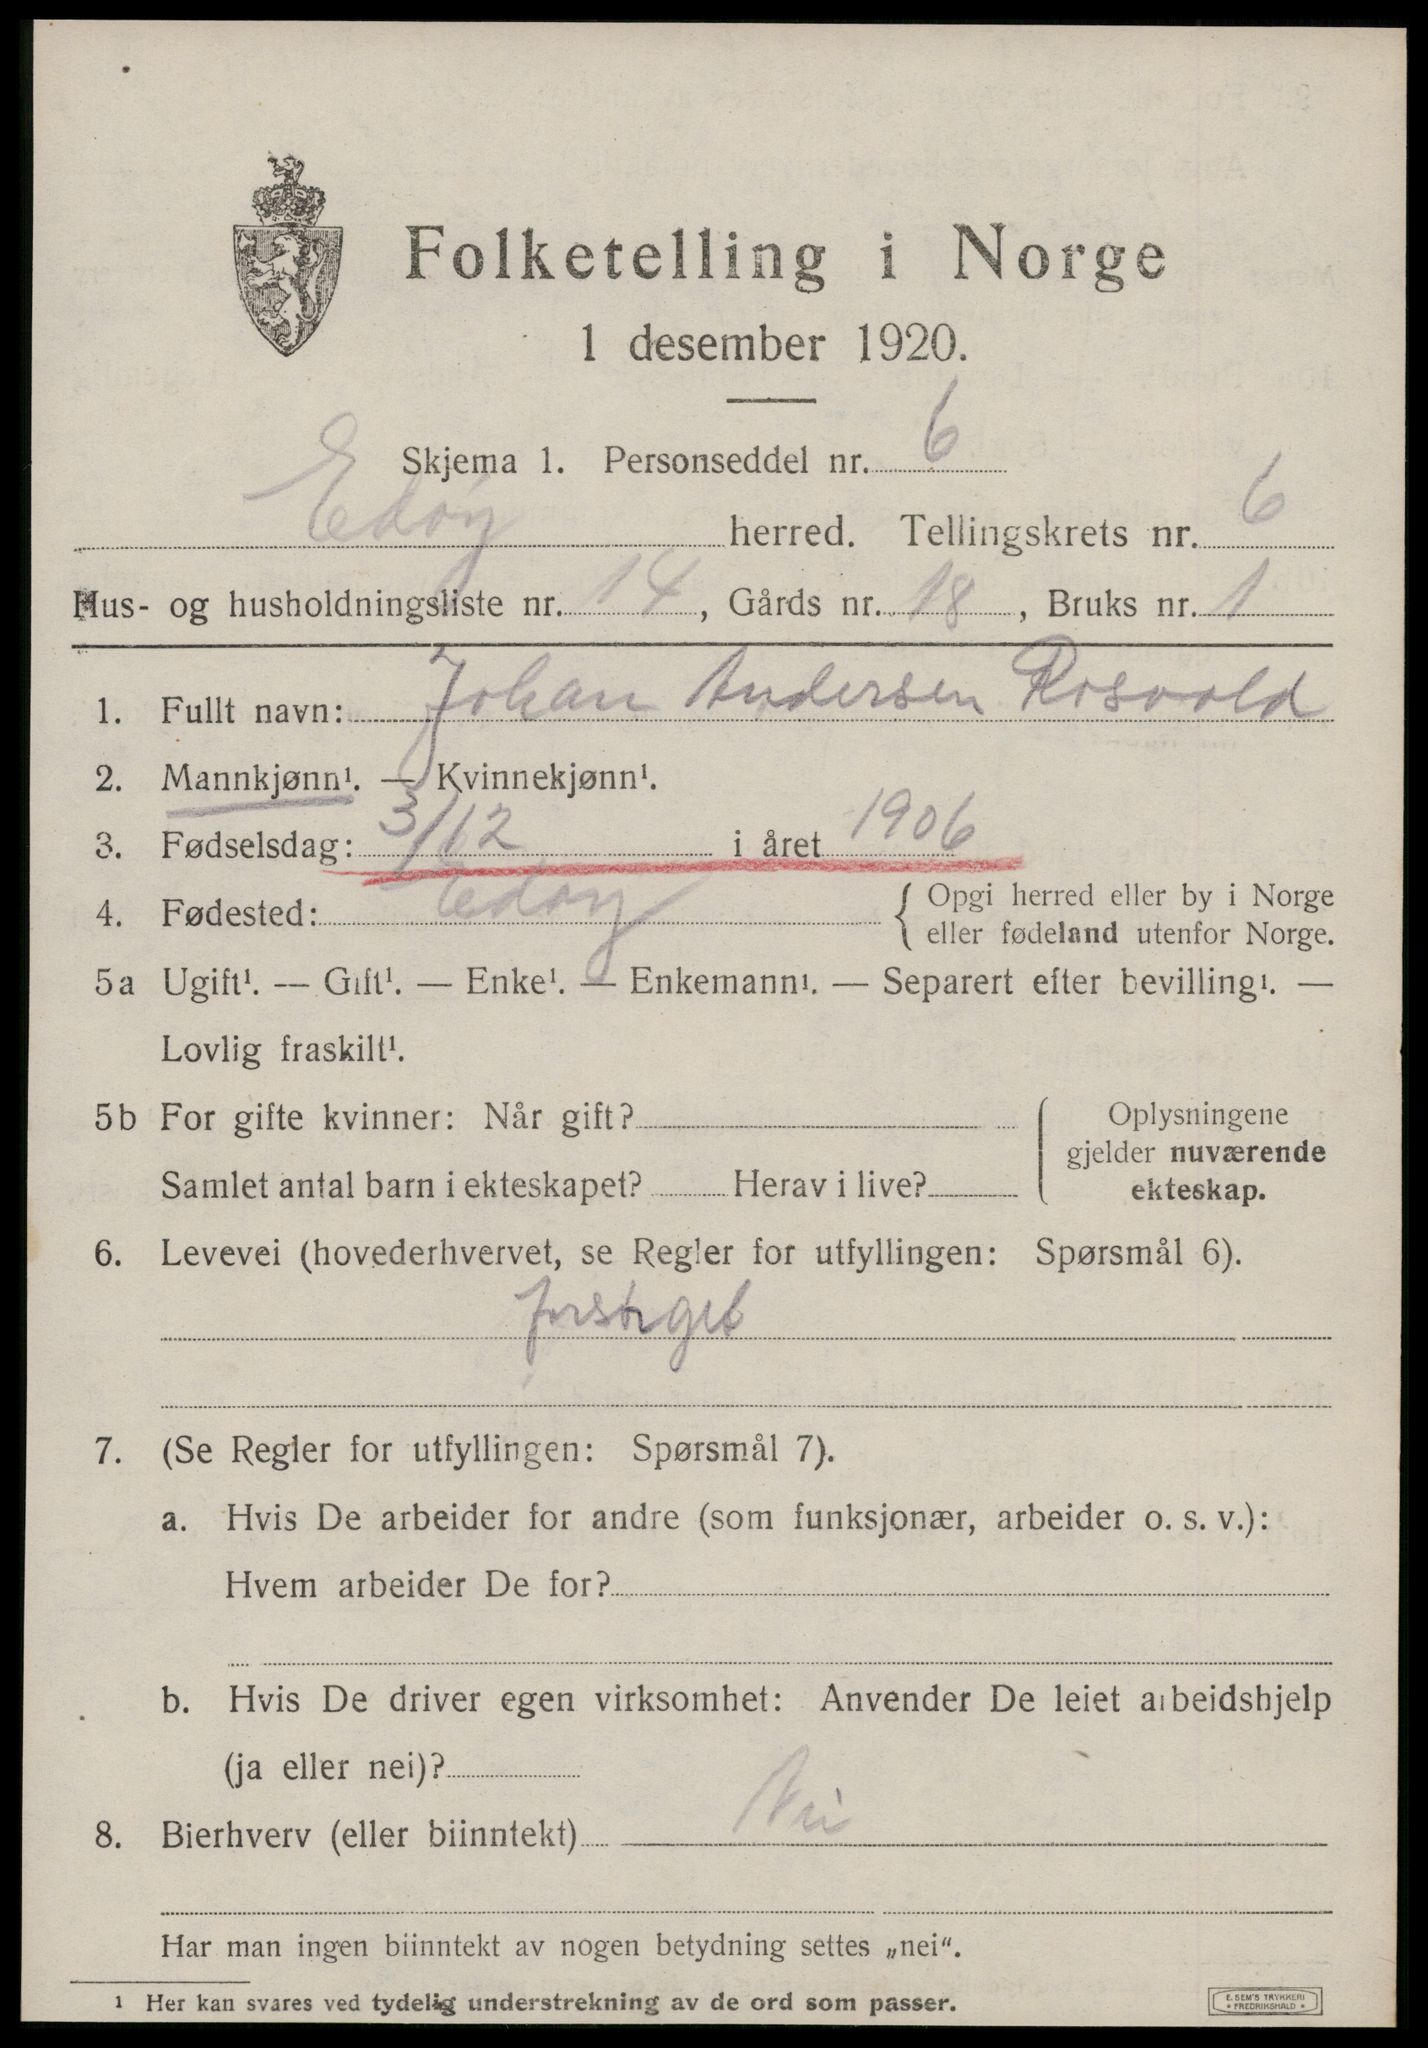 Folketelling i Norge
1 desember 1920.
Skjema 1. Personseddel nr. 6
Edøy herred. Tellingskrets nr. 6
Hus- og husholdningsliste nr. 14, Gårds nr. 18, Bruks nr. 1
1. Fullt navn: Johan Andersen Rosvold
2. Mannkjønn¹. — Kvinnekjønn¹.
3. Fødselsdag: 3/12 i året 1906
4. Fødested: Edøy { Opgi herred eller by i Norge
eller fødeland utenfor Norge.
5a Ugift¹. — Gift¹. — Enke¹. — Enkemann¹. — Separert efter bevilling¹. —
Lovlig fraskilt¹.
5b For gifte kvinner: Når gift? Oplysningene
gjelder nuværende
Samlet antal barn i ekteskapet? Herav i live? ekteskap.
6. Levevei (hovederhvervet, se Regler for utfyllingen: Spørsmål 6).
forsørget
7. (Se Regler for utfyllingen: Spørsmål 7).
a. Hvis De arbeider for andre (som funksjonær, arbeider o. s. v.):
Hvem arbeider De for?
b. Hvis De driver egen virksomhet: Anvender De leiet arbeidshjelp
(ja eller nei)?
8. Bierhverv (eller biinntekt) Nei
Har man ingen biinntekt av nogen betydning settes „nei“.
¹ Her kan svares ved tydelig understrekning av de ord som passer.
E. SEM'S TRYKKERI
* FREDRIKSHALD *